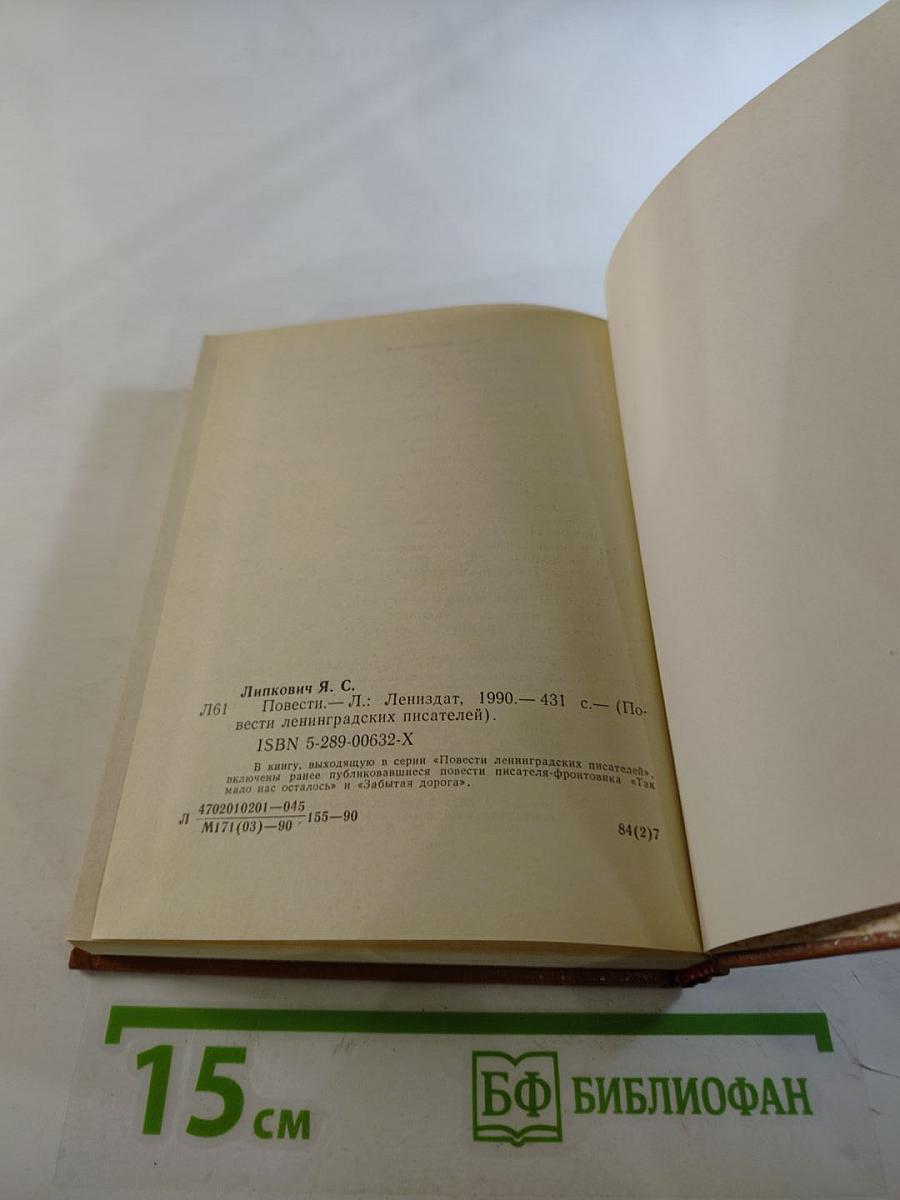 Липкович Я. С.
Л61 Повести.— Л.: Лениздат, 1990.— 431 с.— (По-
вести ленинградских писателей).
ISBN 5-289-00632-X
В книгу, выходящую в серии «Повести ленинградских писателей»,
включены ранее публиковавшиеся повести писателя-фронтовика «Так
мало нас осталось» и «Забытая дорога».
Л 4702010201—045
М171(03)—90 155—90
84(2)7
15 см
БФ БИБЛИОФАН